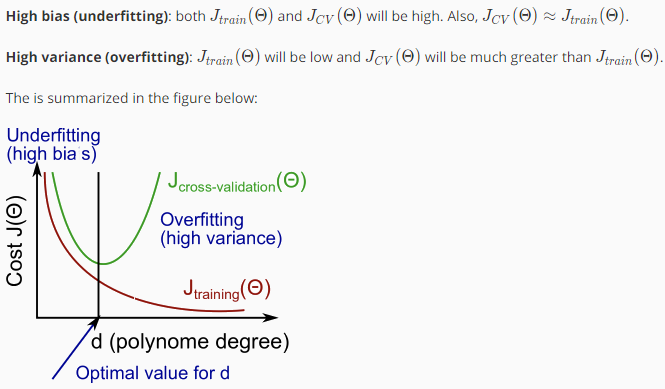 High bias (underfitting): both J_train(Θ) and J_CV(Θ) will be high. Also, J_CV(Θ) ≈ J_train(Θ).
High variance (overfitting): J_train(Θ) will be low and J_CV(Θ) will be much greater than J_train(Θ).
The is summarized in the figure below:
Underfitting
(high bia s)
J_cross-validation(Θ)
Overfitting
(high variance)
Cost J(Θ)
J_training(Θ)
d (polynome degree)
Optimal value for d